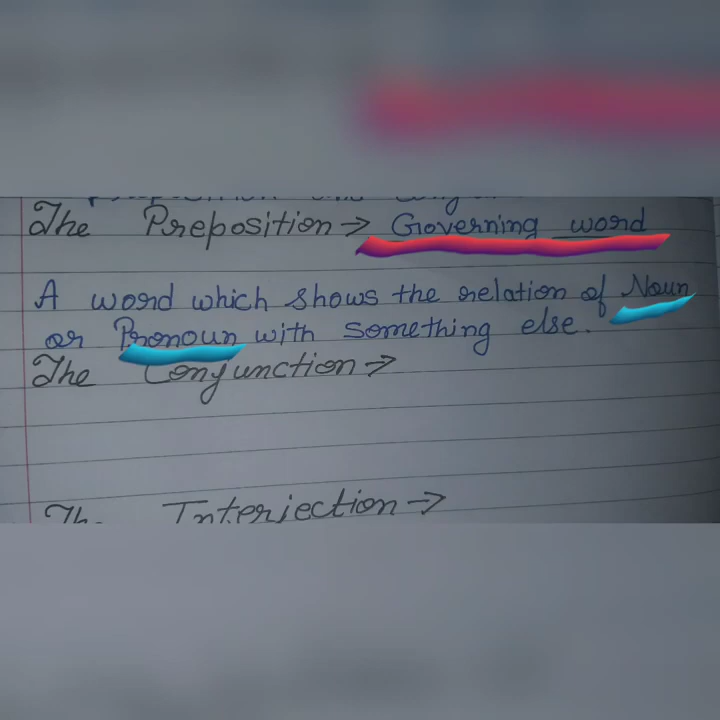 The Preposition → Governing word
A word which shows the relation of Noun
or Pronoun with something else.
The Conjunction →
Interjection →